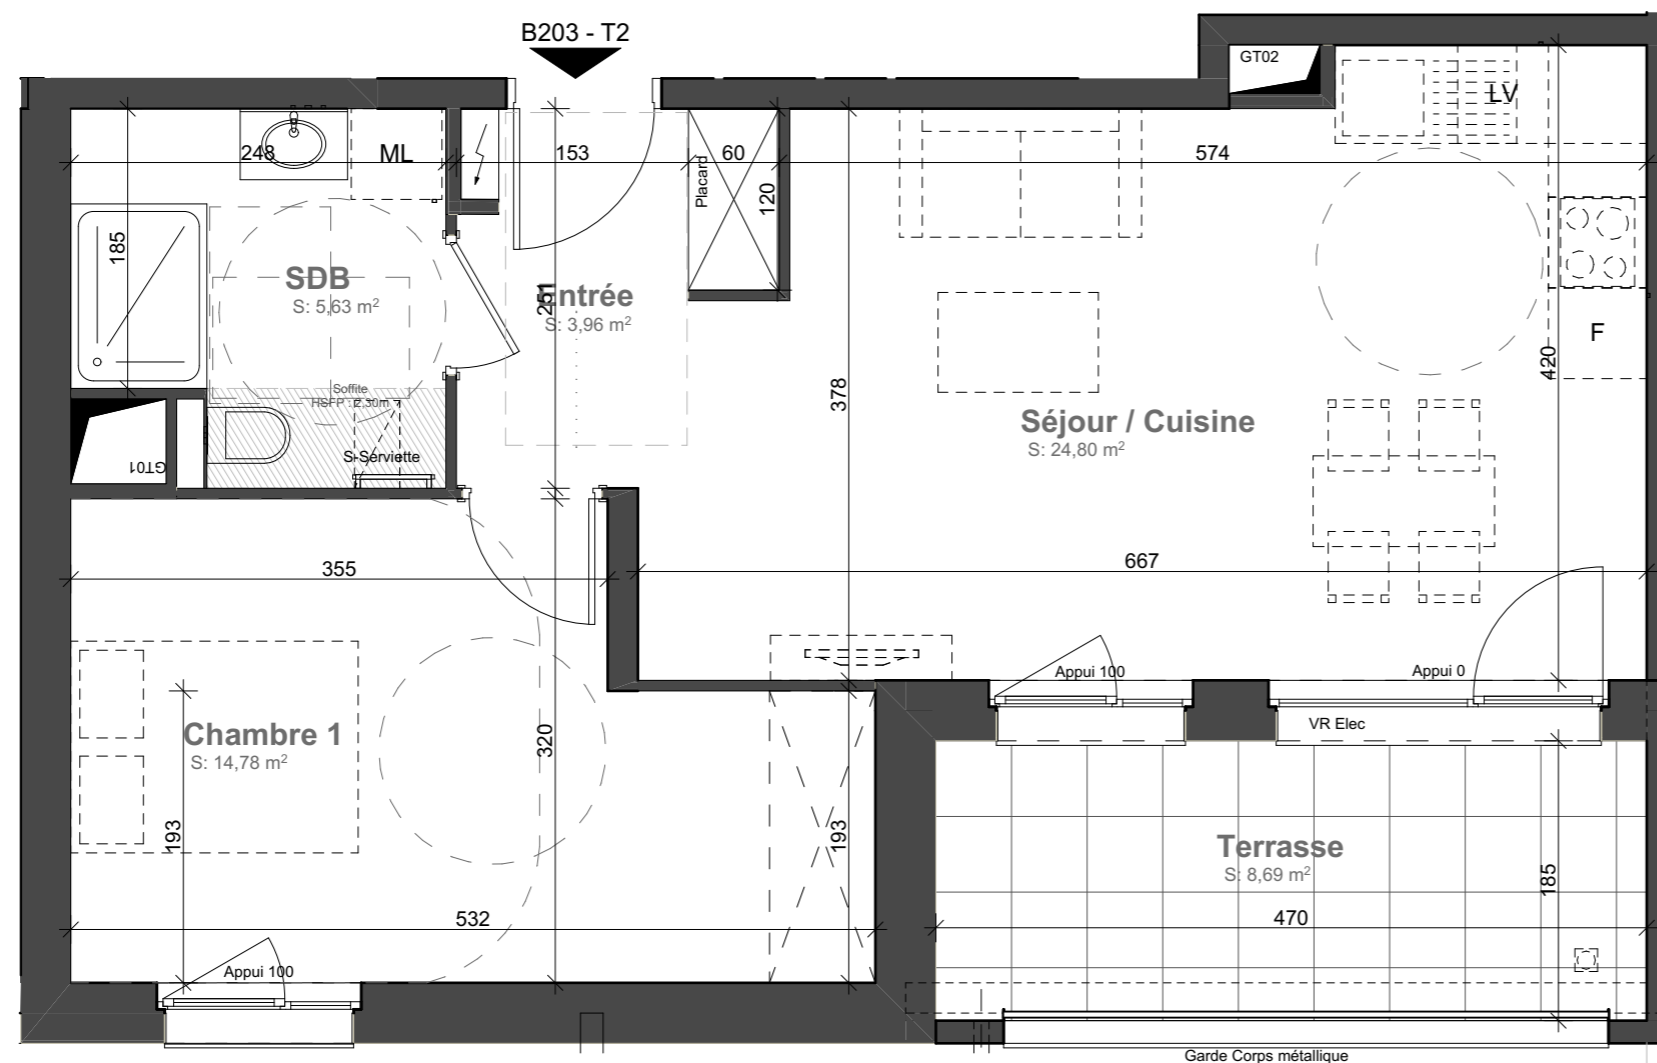 B203 - T2
GT02
LV
248
ML
153
Placard
60
120
574
185
SDB
S: 5,63 m²
251
Entrée
S: 3,96 m²
F
420
378
Séjour / Cuisine
S: 24,80 m²
Soffite
HSFP : 2,30m
GT01
S-Serviette
355
667
Appui 100
Appui 0
VR Elec
Chambre 1
S: 14,78 m²
320
193
193
Terrasse
S: 8,69 m²
185
532
470
Appui 100
Garde Corps métallique